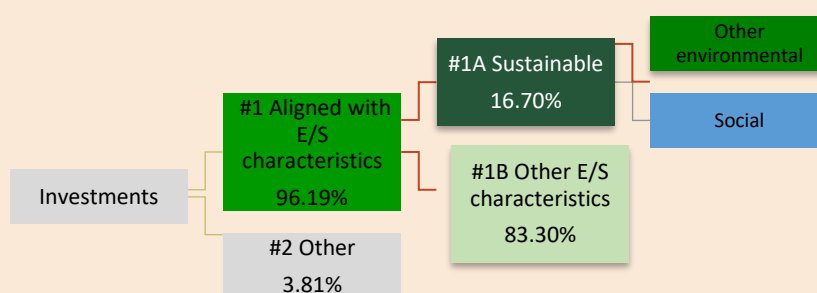 Investments
#1 Aligned with
E/S
characteristics
96.19%
#2 Other
3.81%
#1A Sustainable
16.70%
#1B Other E/S
characteristics
83.30%
Other
environmental
Social